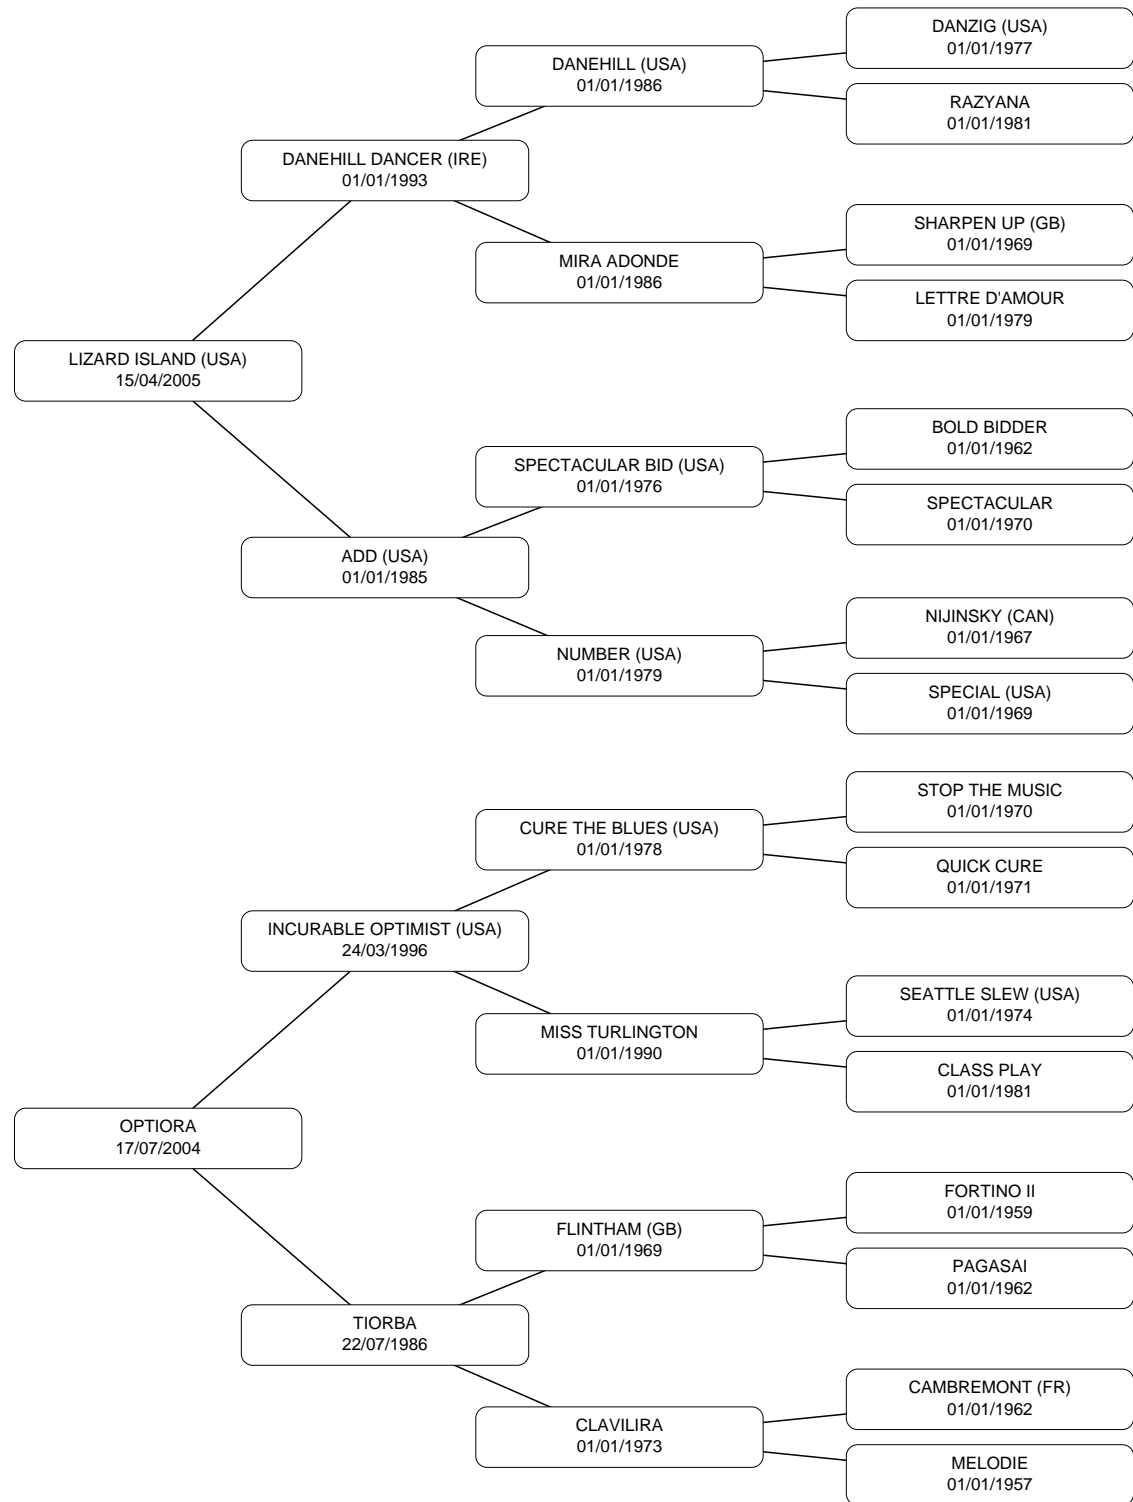 DANZIG (USA)
01/01/1977
DANEHILL (USA)
01/01/1986
RAZYANA
01/01/1981
DANEHILL DANCER (IRE)
01/01/1993
SHARPEN UP (GB)
01/01/1969
MIRA ADONDE
01/01/1986
LETTRE D'AMOUR
01/01/1979
LIZARD ISLAND (USA)
15/04/2005
BOLD BIDDER
01/01/1962
SPECTACULAR BID (USA)
01/01/1976
SPECTACULAR
01/01/1970
ADD (USA)
01/01/1985
NIJINSKY (CAN)
01/01/1967
NUMBER (USA)
01/01/1979
SPECIAL (USA)
01/01/1969
STOP THE MUSIC
01/01/1970
CURE THE BLUES (USA)
01/01/1978
QUICK CURE
01/01/1971
INCURABLE OPTIMIST (USA)
24/03/1996
SEATTLE SLEW (USA)
01/01/1974
MISS TURLINGTON
01/01/1990
CLASS PLAY
01/01/1981
OPTIORA
17/07/2004
FORTINO II
01/01/1959
FLINTHAM (GB)
01/01/1969
PAGASAI
01/01/1962
TIORBA
22/07/1986
CAMBREMONT (FR)
01/01/1962
CLAVILIRA
01/01/1973
MELODIE
01/01/1957